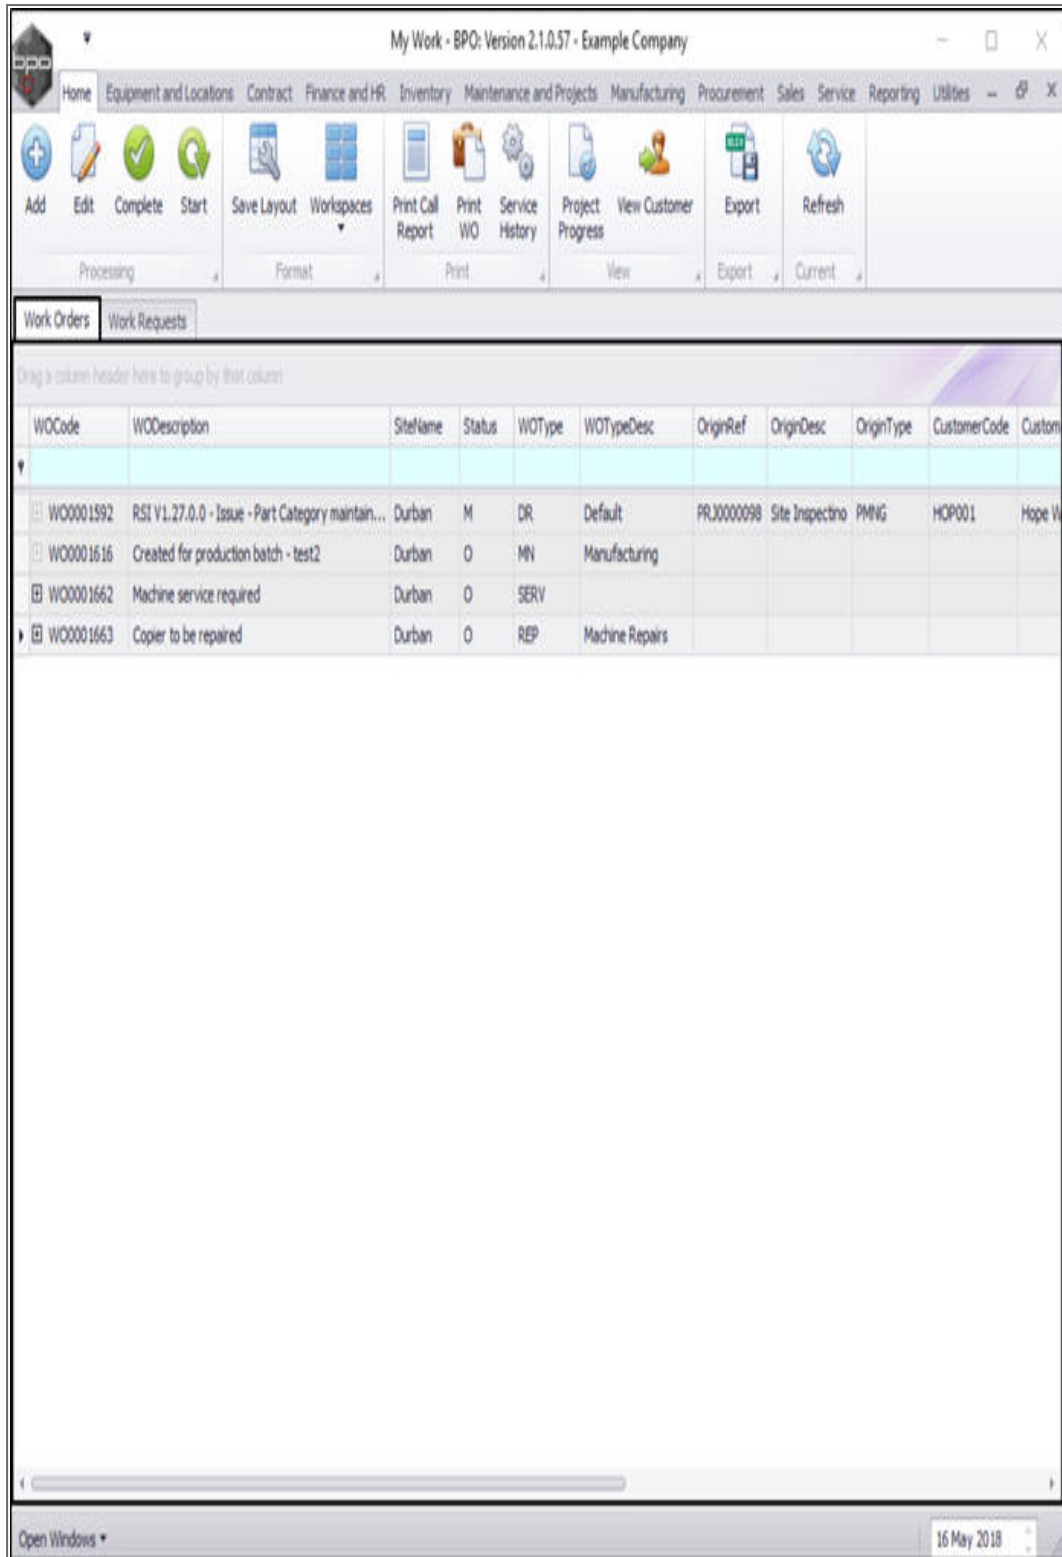 My Work - BPO: Version 2.1.0.57 - Example Company
bpo
Home Equipment and Locations Contract Finance and HR Inventory Maintenance and Projects Manufacturing Procurement Sales Service Reporting Utilities
Add Edit Complete Start Save Layout Workspaces Print Call Report Print WO Service History Project Progress View Customer Export Refresh
Processing Format Print View Export Current
Work Orders Work Requests
Drag a column header here to group by that column
WOCode WODescription SiteName Status WOType WOTypeDesc OriginRef OriginDesc OriginType CustomerCode Custom
WO0001592 RSI V1.27.0.0 - Issue - Part Category maintain... Durban M DR Default PRJ0000098 Site Inspectino PMNG HOP001 Hope W
WO0001616 Created for production batch - test2 Durban O MN Manufacturing
WO0001662 Machine service required Durban O SERV
WO0001663 Copier to be repaired Durban O REP Machine Repairs
Open Windows 16 May 2018